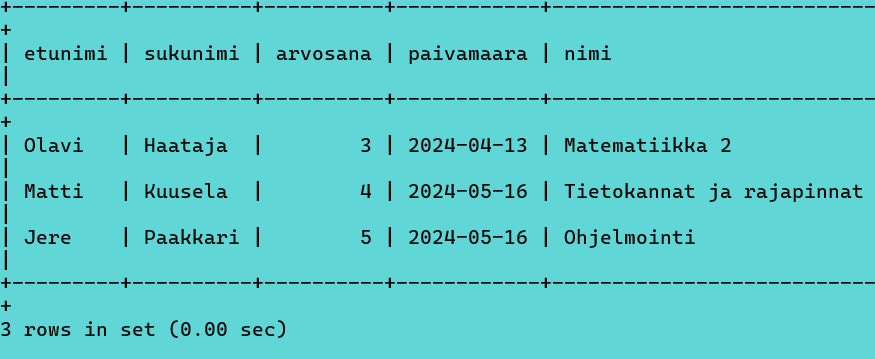 +---------+----------+----------+------------+---------------------------
+
| etunimi | sukunimi | arvosana | paivamaara | nimi
|
+---------+----------+----------+------------+---------------------------
+
| Olavi   | Haataja  |        3 | 2024-04-13 | Matematiikka 2
|
| Matti   | Kuusela  |        4 | 2024-05-16 | Tietokannat ja rajapinnat
|
| Jere    | Paakkari |        5 | 2024-05-16 | Ohjelmointi
|
+---------+----------+----------+------------+---------------------------
+
3 rows in set (0.00 sec)